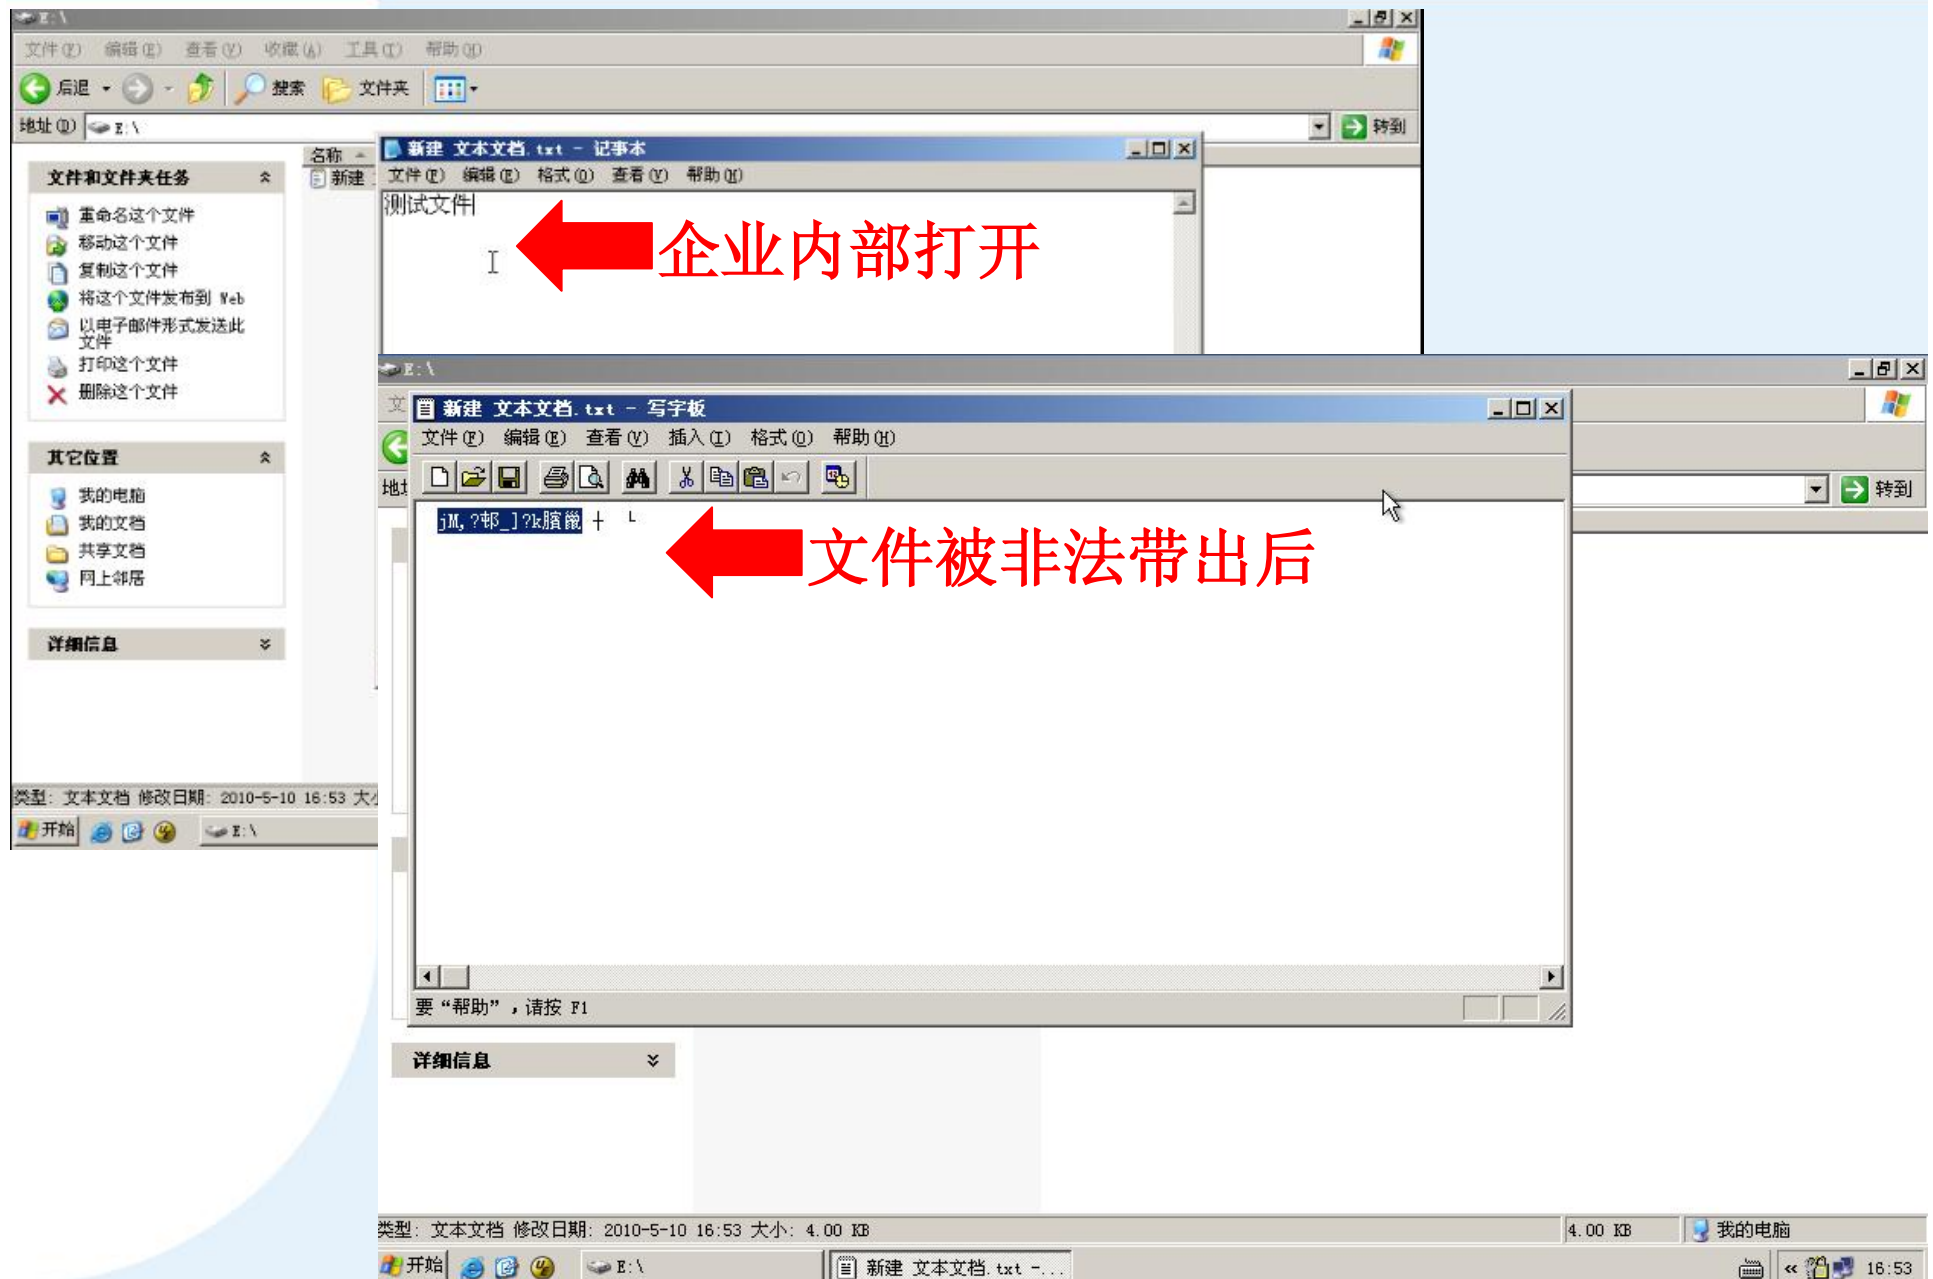 E:\
文件(F) 编辑(E) 查看(V) 收藏(A) 工具(T) 帮助(H)
后退 搜索 文件夹
地址(D) E:\ 转到
名称
新建
文件和文件夹任务
重命名这个文件
移动这个文件
复制这个文件
将这个文件发布到 Web
以电子邮件形式发送此
文件
打印这个文件
删除这个文件
其它位置
我的电脑
我的文档
共享文档
网上邻居
详细信息
类型: 文本文档 修改日期: 2010-5-10 16:53
开始 E:\
新建 文本文档.txt - 记事本
文件(F) 编辑(E) 格式(O) 查看(V) 帮助(H)
测试文件
企业内部打开
E:\
文
转到
地
新建 文本文档.txt - 写字板
文件(F) 编辑(E) 查看(V) 插入(I) 格式(O) 帮助(H)
文件被非法带出后
要“帮助”,请按 F1
详细信息
类型: 文本文档 修改日期: 2010-5-10 16:53 大小: 4.00 KB 4.00 KB 我的电脑
开始 E:\ 新建 文本文档.txt -... « 16:53